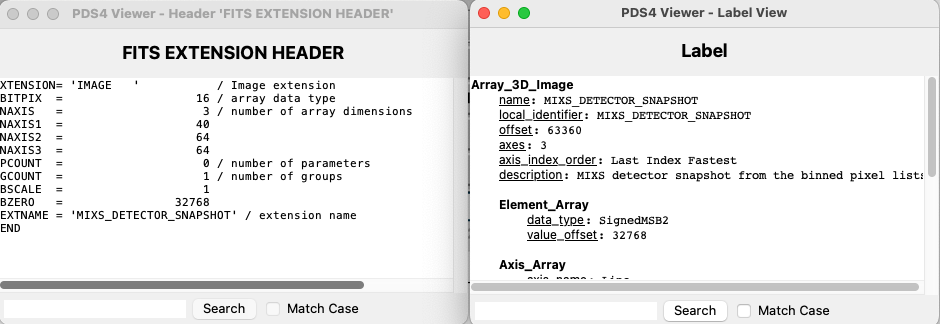 PDS4 Viewer - Header 'FITS EXTENSION HEADER'
FITS EXTENSION HEADER
XTENSION= 'IMAGE   '           / Image extension
BITPIX  =                   16 / array data type
NAXIS   =                    3 / number of array dimensions
NAXIS1  =                   40
NAXIS2  =                   64
NAXIS3  =                   64
PCOUNT  =                    0 / number of parameters
GCOUNT  =                    1 / number of groups
BSCALE  =                    1
BZERO   =                32768
EXTNAME = 'MIXS_DETECTOR_SNAPSHOT' / extension name
END
Search
Match Case
PDS4 Viewer - Label View
Label
Array_3D_Image
name: MIXS_DETECTOR_SNAPSHOT
local_identifier: MIXS_DETECTOR_SNAPSHOT
offset: 63360
axes: 3
axis_index_order: Last Index Fastest
description: MIXS detector snapshot from the binned pixel lists
Element_Array
data_type: SignedMSB2
value_offset: 32768
Axis_Array
Search
Match Case